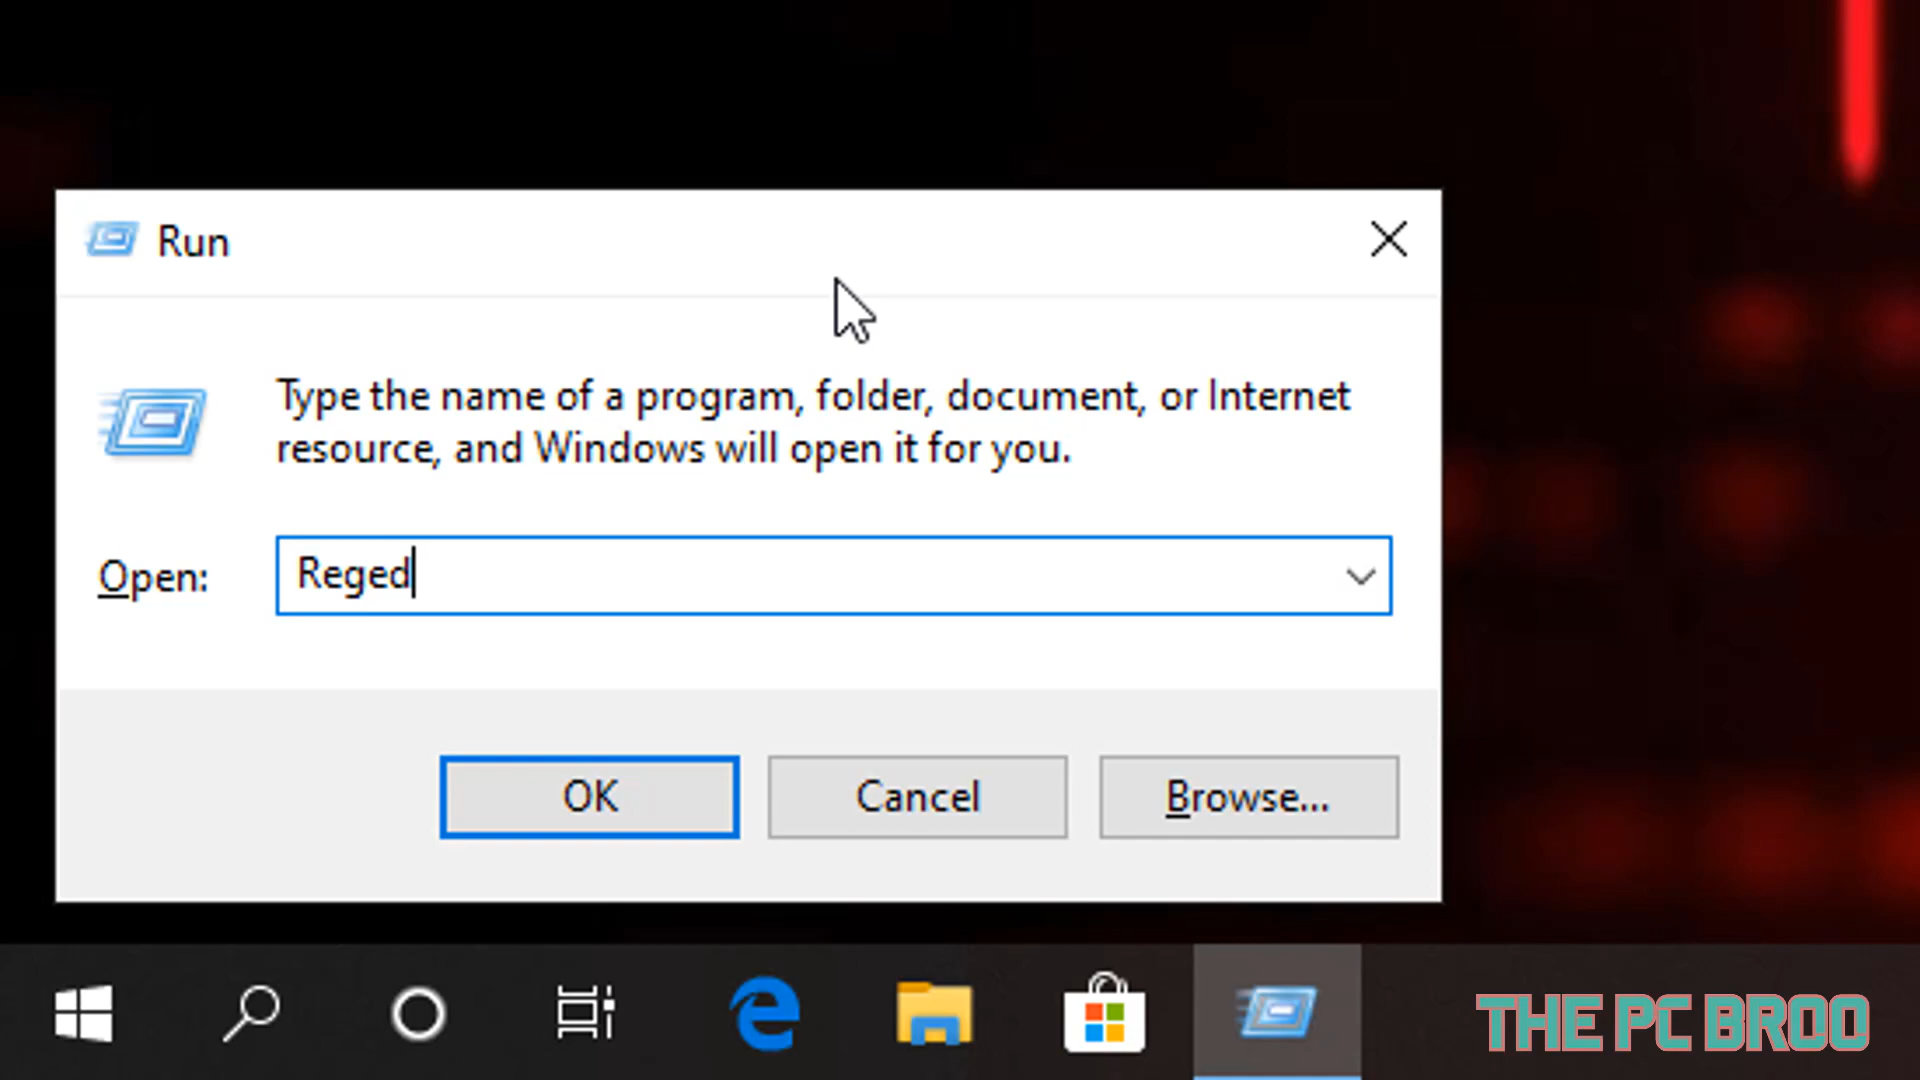 Run
Type the name of a program, folder, document, or Internet
resource, and Windows will open it for you.
Open:
Reged
OK
Cancel
Browse...
THE PC BROO